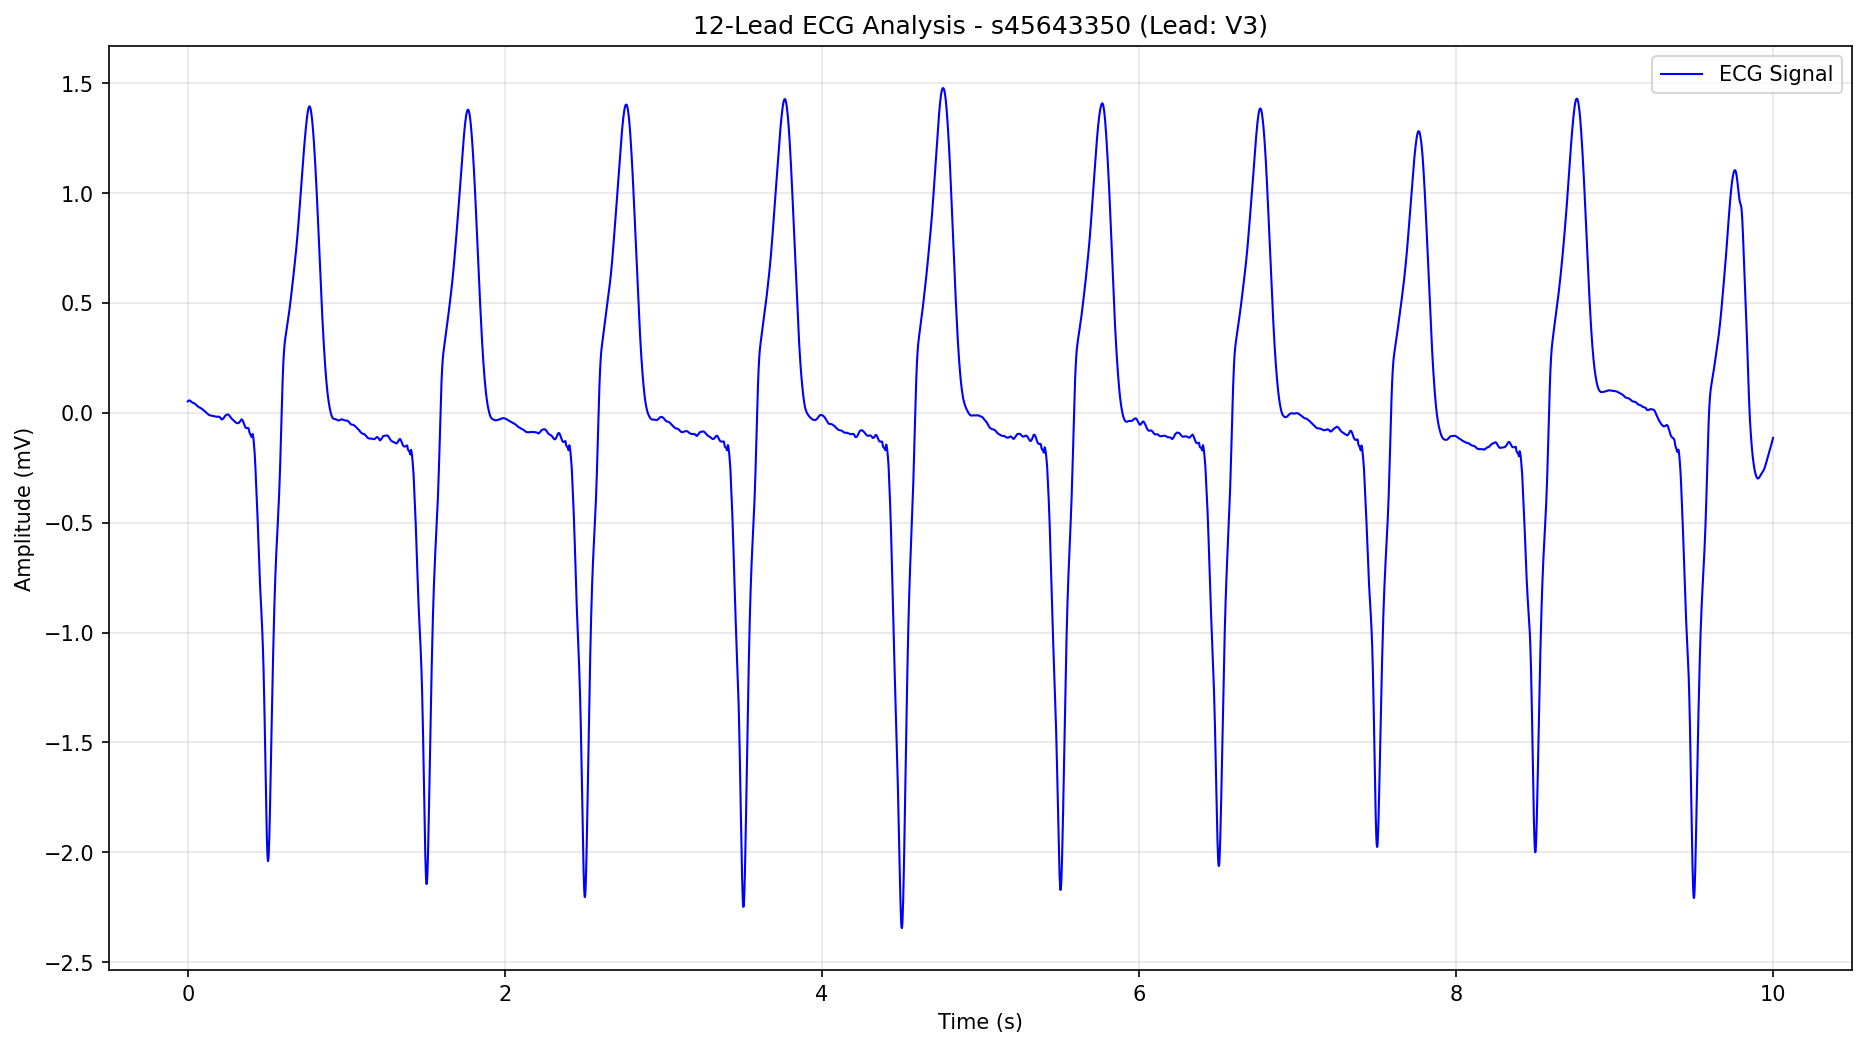 12-Lead ECG Analysis - s45643350 (Lead: V3)
ECG Signal
1.5
1.0
0.5
0.0
−0.5
−1.0
−1.5
−2.0
−2.5
Amplitude (mV)
0 2 4 6 8 10
Time (s)